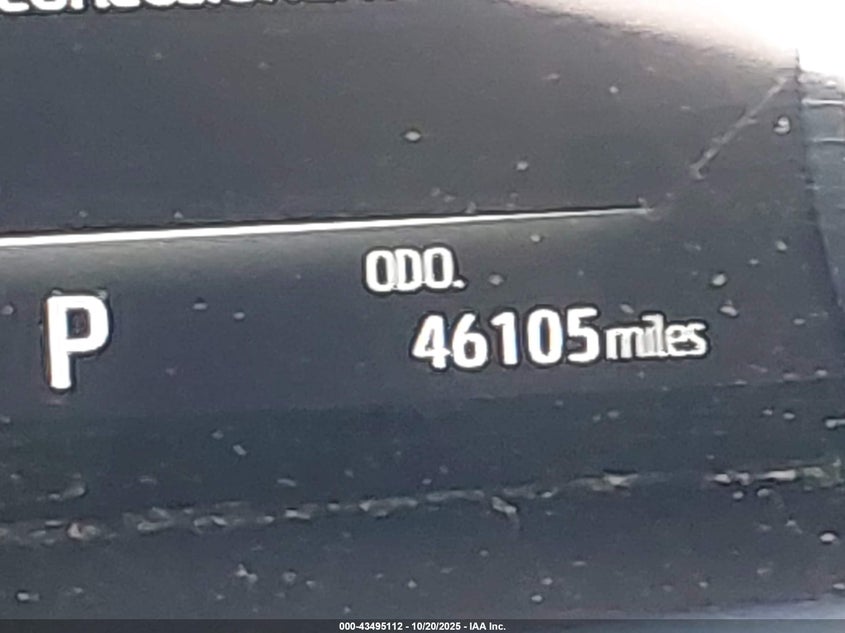 ODO.
P
46105 miles
000-43495112 - 10/20/2025 - IAA Inc.